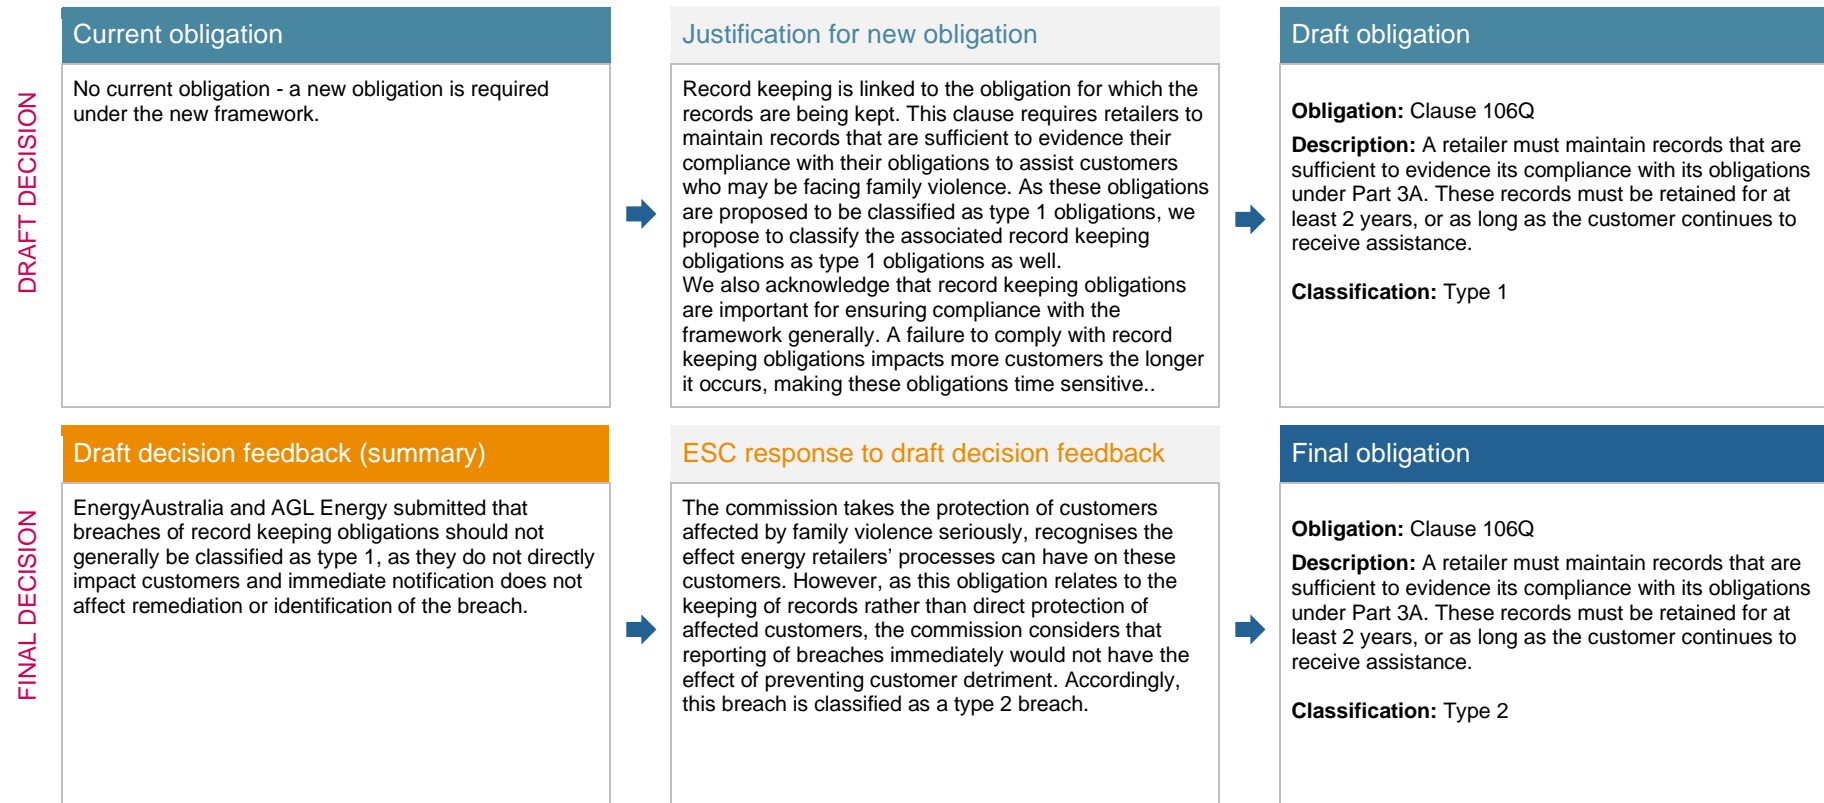 DRAFT DECISION
Current obligation
No current obligation - a new obligation is required
under the new framework.
Justification for new obligation
Record keeping is linked to the obligation for which the
records are being kept. This clause requires retailers to
maintain records that are sufficient to evidence their
compliance with their obligations to assist customers
who may be facing family violence. As these obligations
are proposed to be classified as type 1 obligations, we
propose to classify the associated record keeping
obligations as type 1 obligations as well.
We also acknowledge that record keeping obligations
are important for ensuring compliance with the
framework generally. A failure to comply with record
keeping obligations impacts more customers the longer
it occurs, making these obligations time sensitive..
Draft obligation
Obligation: Clause 106Q
Description: A retailer must maintain records that are
sufficient to evidence its compliance with its obligations
under Part 3A. These records must be retained for at
least 2 years, or as long as the customer continues to
receive assistance.
Classification: Type 1
FINAL DECISION
Draft decision feedback (summary)
EnergyAustralia and AGL Energy submitted that
breaches of record keeping obligations should not
generally be classified as type 1, as they do not directly
impact customers and immediate notification does not
affect remediation or identification of the breach.
ESC response to draft decision feedback
The commission takes the protection of customers
affected by family violence seriously, recognises the
effect energy retailers’ processes can have on these
customers. However, as this obligation relates to the
keeping of records rather than direct protection of
affected customers, the commission considers that
reporting of breaches immediately would not have the
effect of preventing customer detriment. Accordingly,
this breach is classified as a type 2 breach.
Final obligation
Obligation: Clause 106Q
Description: A retailer must maintain records that are
sufficient to evidence its compliance with its obligations
under Part 3A. These records must be retained for at
least 2 years, or as long as the customer continues to
receive assistance.
Classification: Type 2